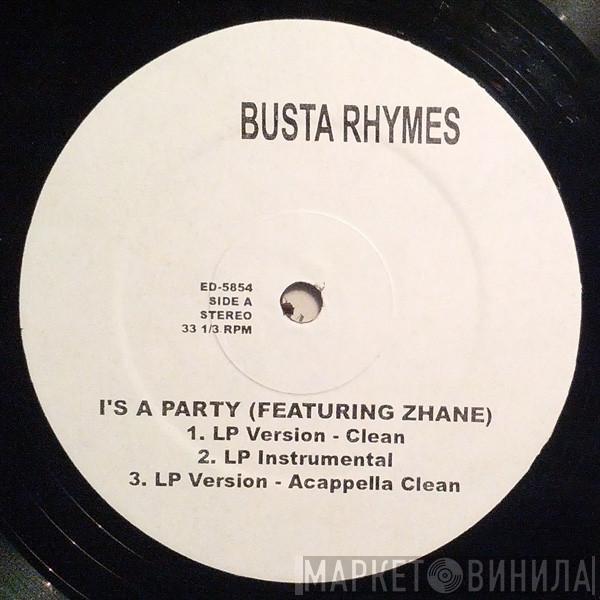 BUSTA RHYMES
ED-5854
SIDE A
STEREO
33 1/3 RPM
I'S A PARTY (FEATURING ZHANE)
1. LP Version - Clean
2. LP Instrumental
3. LP Version - Acappella Clean
МАРКЕТ ВИНИЛА